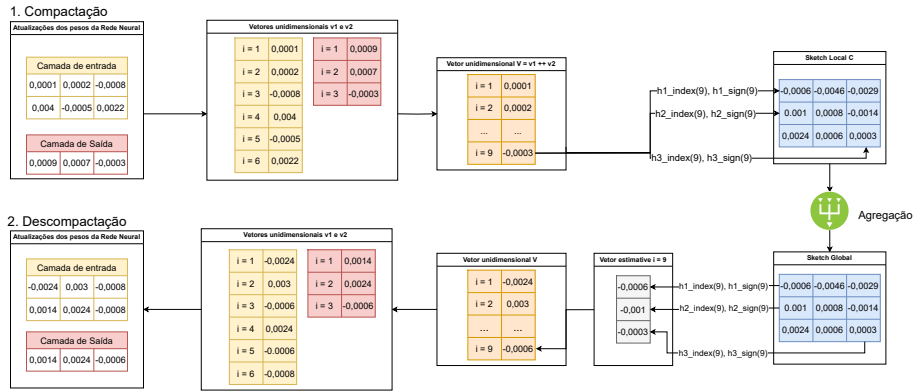 1. Compactação
Atualizações dos pesos da Rede Neural
Camada de entrada
0,0001 0,0002 -0,0008
0,004 -0,0005 0,0022
Camada de Saída
0,0009 0,0007 -0,0003
Vetores unidimensionais v1 e v2
i = 1 0,0001
i = 2 0,0002
i = 3 -0,0008
i = 4 0,004
i = 5 -0,0005
i = 6 0,0022
i = 1 0,0009
i = 2 0,0007
i = 3 -0,0003
Vetor unidimensional V = v1 ++ v2
i = 1 0,0001
i = 2 0,0002
... ...
i = 9 -0,0003
h1_index(9), h1_sign(9)
h2_index(9), h2_sign(9)
h3_index(9), h3_sign(9)
Sketch Local C
-0,0006 -0,0046 -0,0029
0.001 0,0008 -0,0014
0,0024 0,0006 0,0003
Agregação
2. Descompactação
Atualizações dos pesos da Rede Neural
Camada de entrada
-0,0024 0,003 -0,0008
0,0014 0,0024 -0,0008
Camada de Saída
0,0014 0,0024 -0,0006
Vetores unidimensionais v1 e v2
i = 1 -0,0024
i = 2 0,003
i = 3 -0,0006
i = 4 0,0024
i = 5 -0.0006
i = 6 -0,0008
i = 1 0,0014
i = 2 0,0024
i = 3 -0,0006
Vetor unidimensional V
i = 1 -0,0024
i = 2 0,003
... ...
i = 9 -0,0006
Vetor estimative i = 9
-0,0006
-0,001
-0,0003
h1_index(9), h1_sign(9)
h2_index(9), h2_sign(9)
h3_index(9), h3_sign(9)
Sketch Global
-0,0006 -0,0046 -0,0029
0.001 0,0008 -0,0014
0,0024 0,0006 0,0003